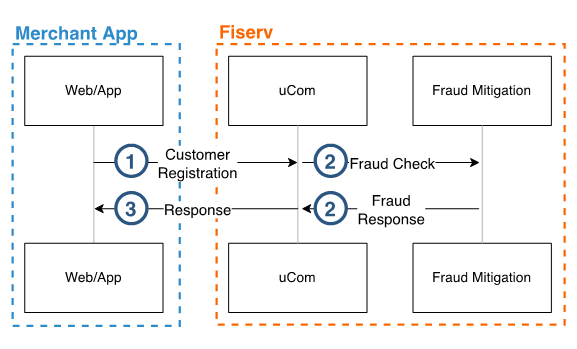 Merchant App
Fiserv
Web/App
uCom
Fraud Mitigation
1
Customer
Registration
2
Fraud Check
3
Response
2
Fraud
Response
Web/App
uCom
Fraud Mitigation